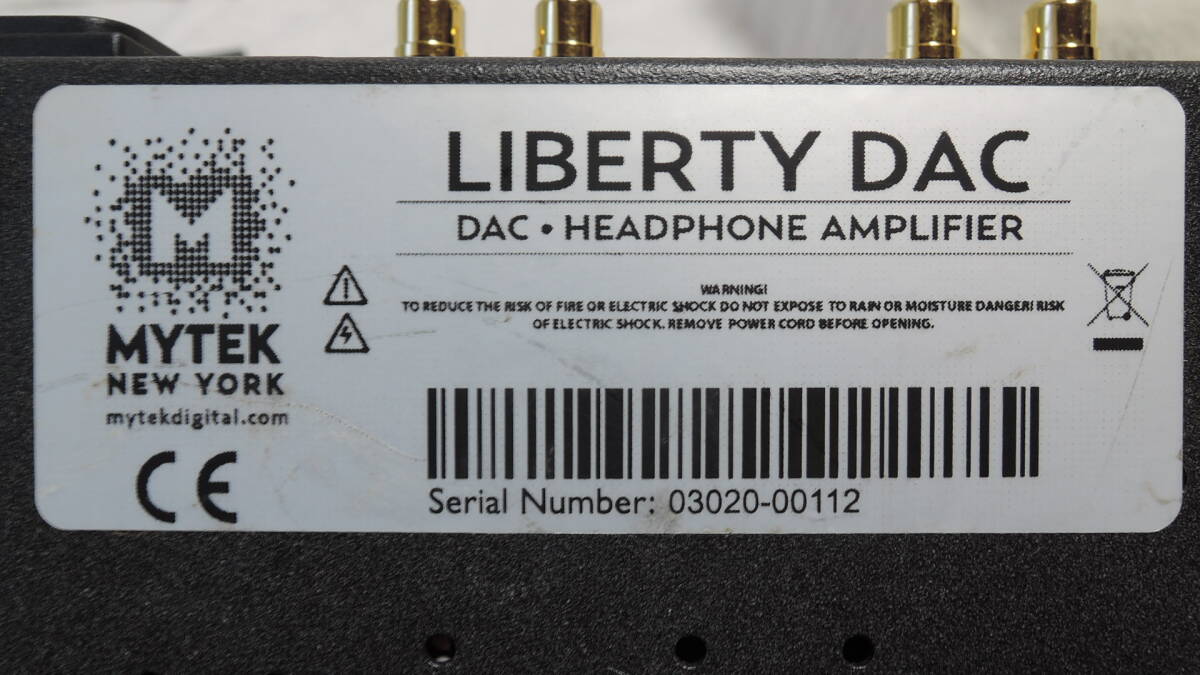 LIBERTY DAC
DAC • HEADPHONE AMPLIFIER
WARNING!
TO REDUCE THE RISK OF FIRE OR ELECTRIC SHOCK DO NOT EXPOSE TO RAIN OR MOISTURE DANGER! RISK
OF ELECTRIC SHOCK. REMOVE POWER CORD BEFORE OPENING.
M
MYTEK
NEW YORK
mytekdigital.com
CE
Serial Number: 03020-00112